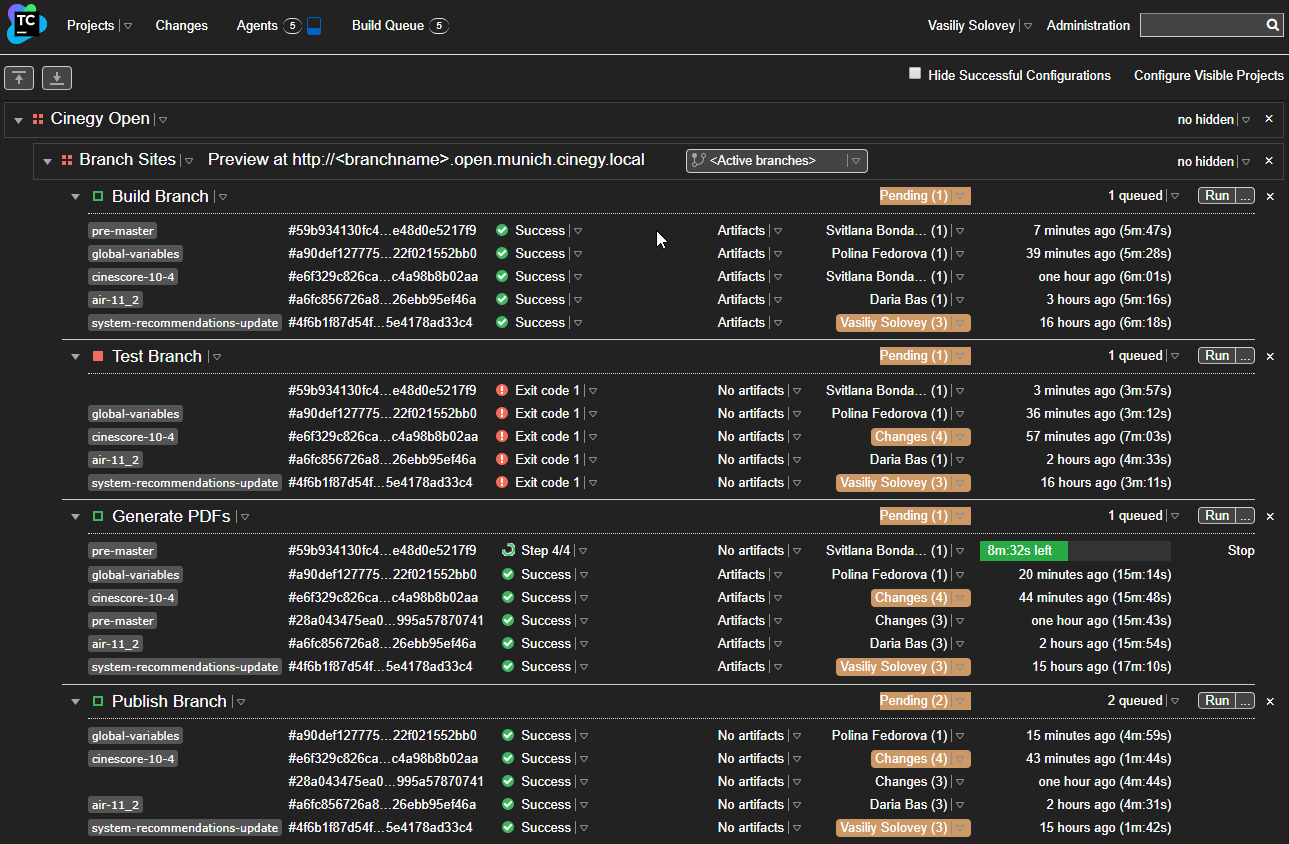 TC Projects Changes Agents 5 Build Queue 5 Vasiliy Solovey Administration
Hide Successful Configurations Configure Visible Projects
Cinegy Open no hidden
Branch Sites Preview at http://<branchname>.open.munich.cinegy.local <Active branches> no hidden
Build Branch Pending (1) 1 queued Run ...
pre-master #59b934130fc4...e48d0e5217f9 Success Artifacts Svitlana Bonda... (1) 7 minutes ago (5m:47s)
global-variables #a90def127775...22f021552bb0 Success Artifacts Polina Fedorova (1) 39 minutes ago (5m:28s)
cinescore-10-4 #e6f329c826ca...c4a98b8b02aa Success Artifacts Svitlana Bonda... (1) one hour ago (6m:01s)
air-11_2 #a6fc856726a8...26ebb95ef46a Success Artifacts Daria Bas (1) 3 hours ago (5m:16s)
system-recommendations-update #4f6b1f87d54f...5e4178ad33c4 Success Artifacts Vasiliy Solovey (3) 16 hours ago (6m:18s)
Test Branch Pending (1) 1 queued Run ...
#59b934130fc4...e48d0e5217f9 Exit code 1 No artifacts Svitlana Bonda... (1) 3 minutes ago (3m:57s)
global-variables #a90def127775...22f021552bb0 Exit code 1 No artifacts Polina Fedorova (1) 36 minutes ago (3m:12s)
cinescore-10-4 #e6f329c826ca...c4a98b8b02aa Exit code 1 No artifacts Changes (4) 57 minutes ago (7m:03s)
air-11_2 #a6fc856726a8...26ebb95ef46a Exit code 1 No artifacts Daria Bas (1) 2 hours ago (4m:33s)
system-recommendations-update #4f6b1f87d54f...5e4178ad33c4 Exit code 1 No artifacts Vasiliy Solovey (3) 16 hours ago (3m:11s)
Generate PDFs Pending (1) 1 queued Run ...
pre-master #59b934130fc4...e48d0e5217f9 Step 4/4 No artifacts Svitlana Bonda... (1) 8m:32s left Stop
global-variables #a90def127775...22f021552bb0 Success Artifacts Polina Fedorova (1) 20 minutes ago (15m:14s)
cinescore-10-4 #e6f329c826ca...c4a98b8b02aa Success Artifacts Changes (4) 44 minutes ago (15m:48s)
pre-master #28a043475ea0...995a57870741 Success Artifacts Changes (3) one hour ago (15m:43s)
air-11_2 #a6fc856726a8...26ebb95ef46a Success Artifacts Daria Bas (3) 2 hours ago (15m:54s)
system-recommendations-update #4f6b1f87d54f...5e4178ad33c4 Success Artifacts Vasiliy Solovey (3) 15 hours ago (17m:10s)
Publish Branch Pending (2) 2 queued Run ...
global-variables #a90def127775...22f021552bb0 Success No artifacts Polina Fedorova (1) 15 minutes ago (4m:59s)
cinescore-10-4 #e6f329c826ca...c4a98b8b02aa Success No artifacts Changes (4) 43 minutes ago (1m:44s)
#28a043475ea0...995a57870741 Success No artifacts Changes (3) one hour ago (4m:44s)
air-11_2 #a6fc856726a8...26ebb95ef46a Success No artifacts Daria Bas (3) 2 hours ago (4m:31s)
system-recommendations-update #4f6b1f87d54f...5e4178ad33c4 Success No artifacts Vasiliy Solovey (3) 15 hours ago (1m:42s)